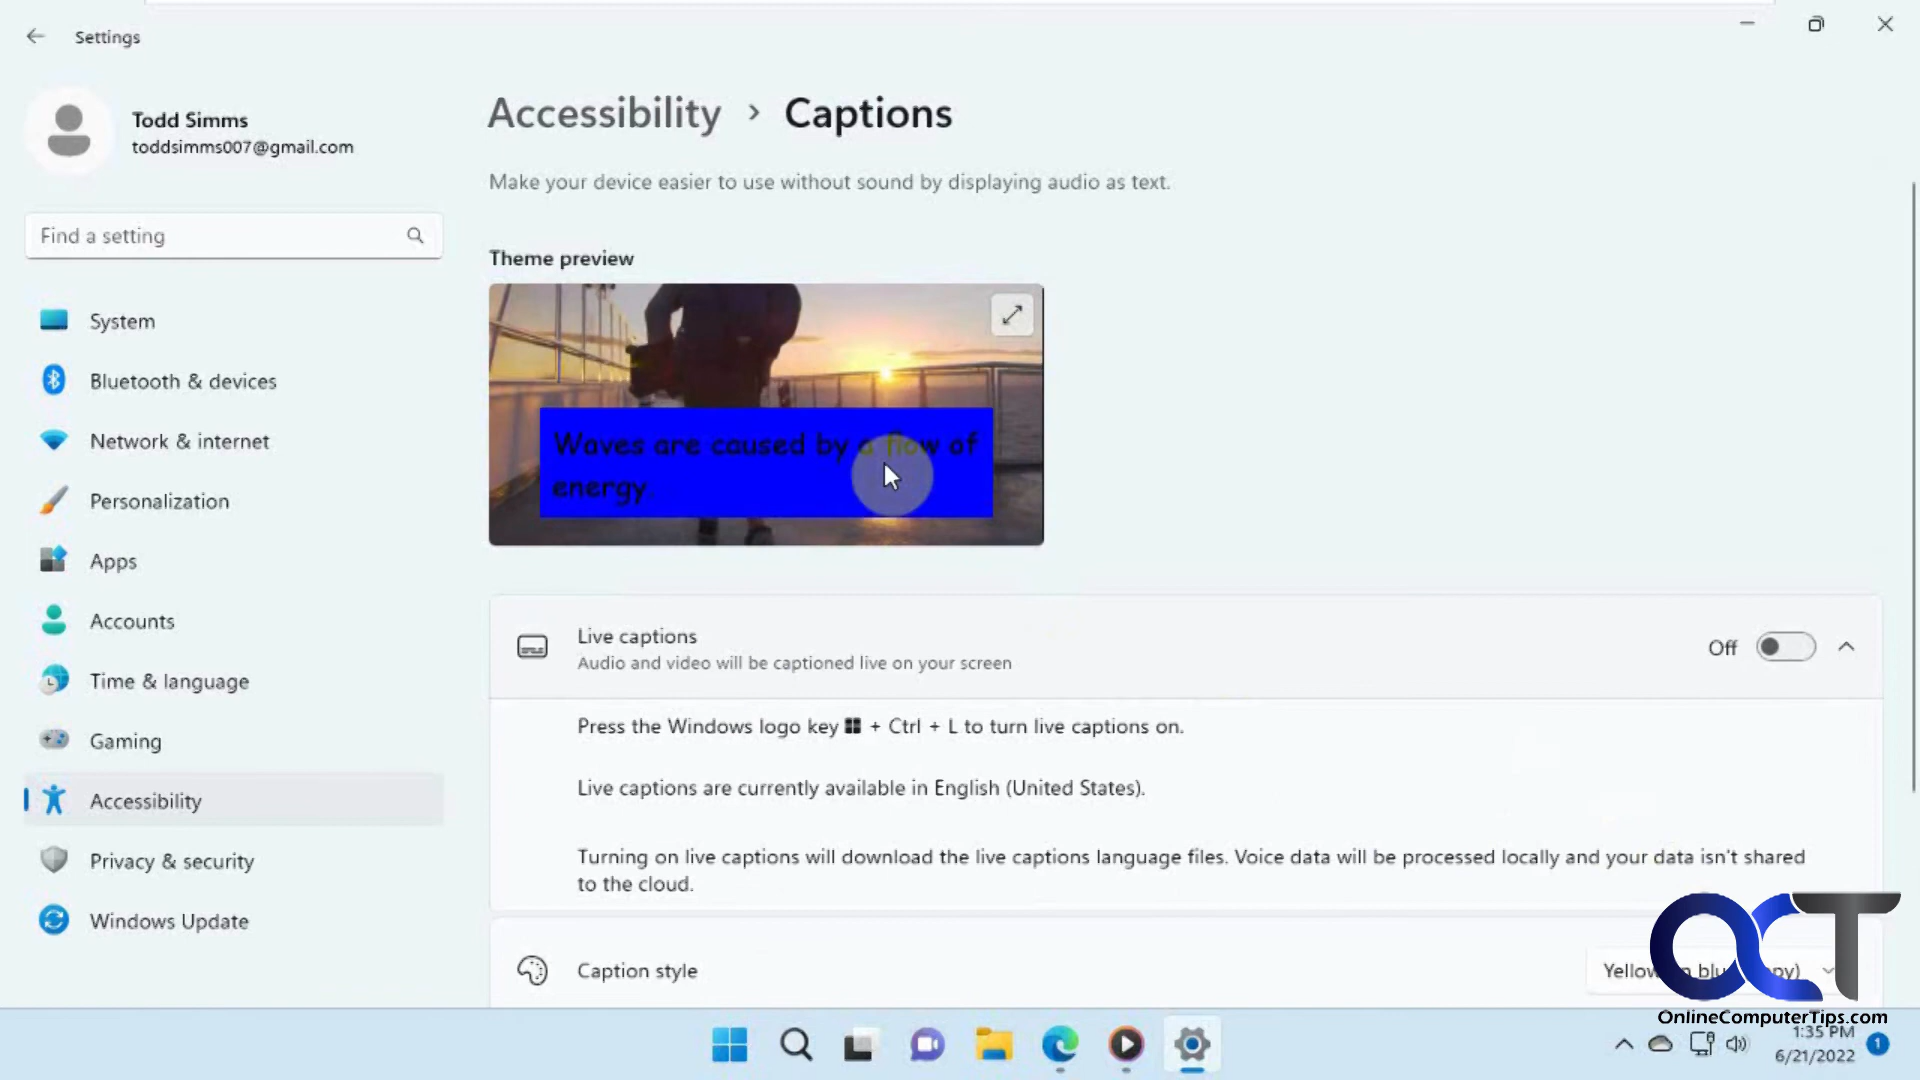 Settings
Todd Simms
toddsimms007@gmail.com
Find a setting
System
Bluetooth & devices
Network & internet
Personalization
Apps
Accounts
Time & language
Gaming
Accessibility
Privacy & security
Windows Update
Accessibility > Captions
Make your device easier to use without sound by displaying audio as text.
Theme preview
Waves are caused by a flow of
energy.
Live captions
Audio and video will be captioned live on your screen
Off
Press the Windows logo key + Ctrl + L to turn live captions on.
Live captions are currently available in English (United States).
Turning on live captions will download the live captions language files. Voice data will be processed locally and your data isn't shared
to the cloud.
Caption style
OCT
OnlineComputerTips.com
1:35 PM
6/21/2022
1